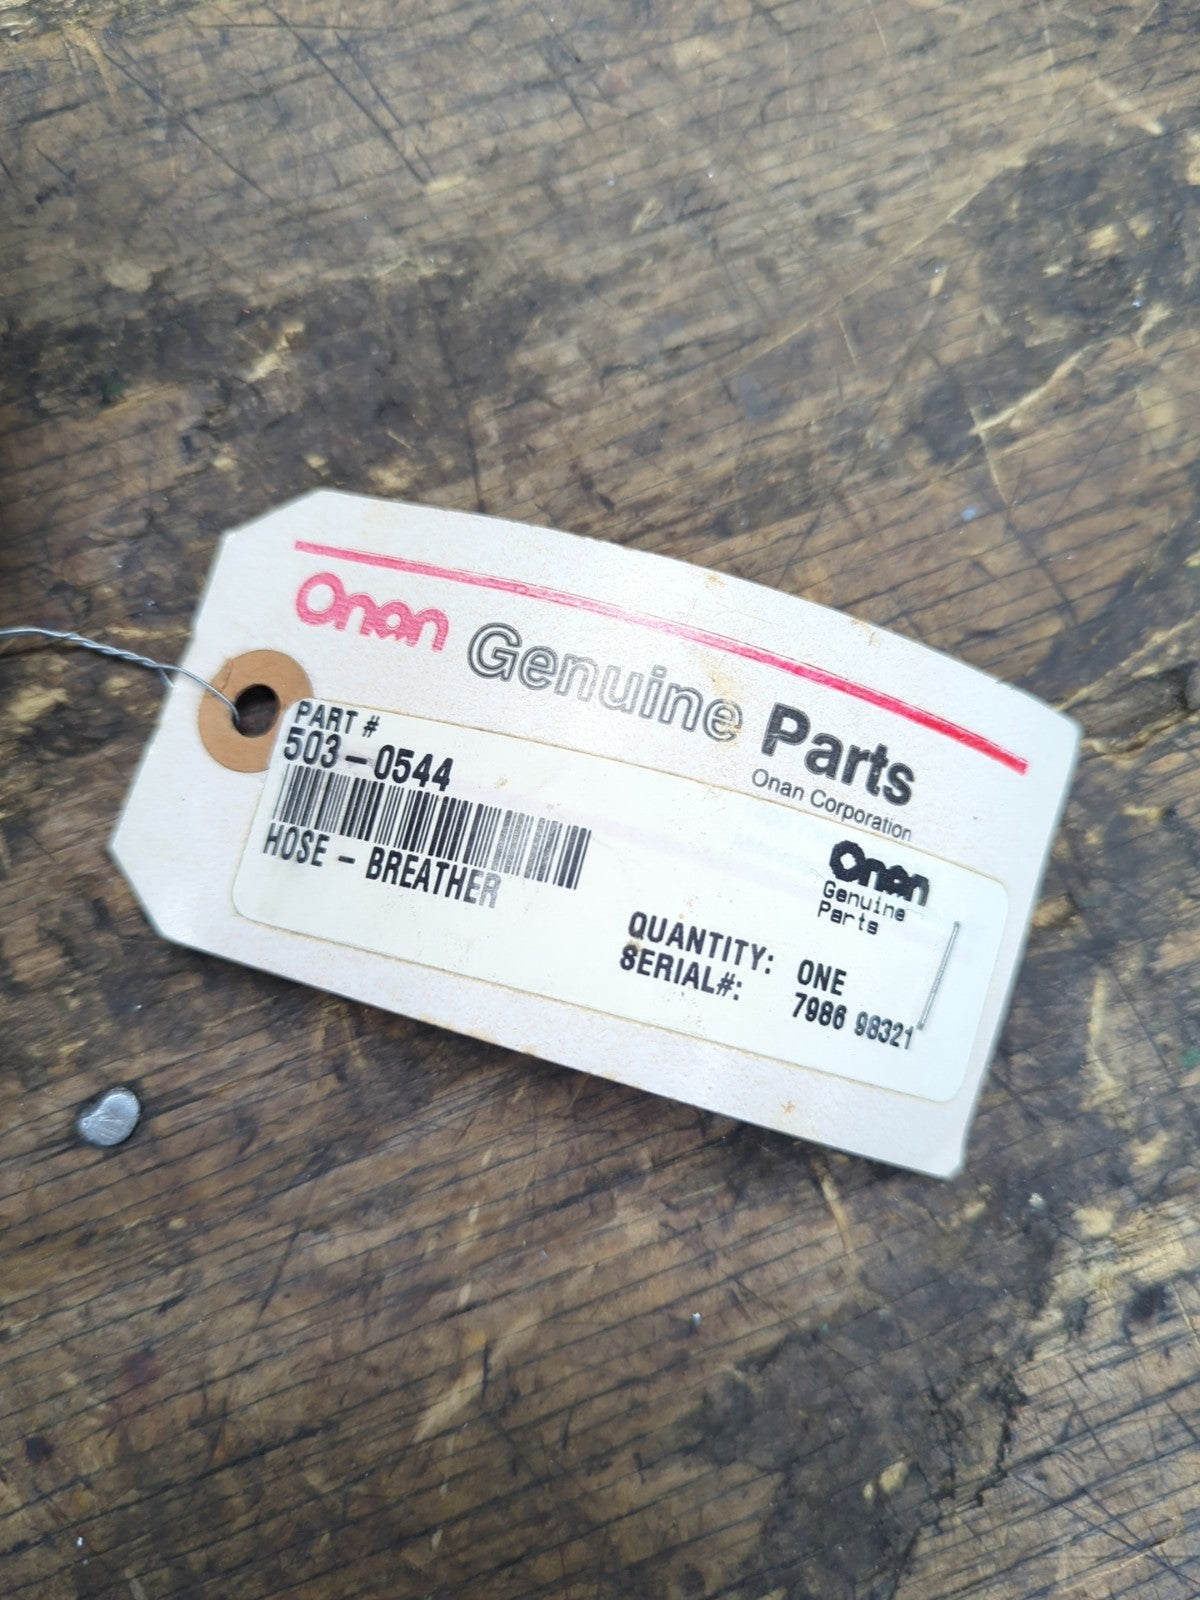 Onan Genuine Parts
Onan Corporation
PART #
503-0544
HOSE - BREATHER
Onan
Genuine
Parts
QUANTITY: ONE
SERIAL#: 7986 98321